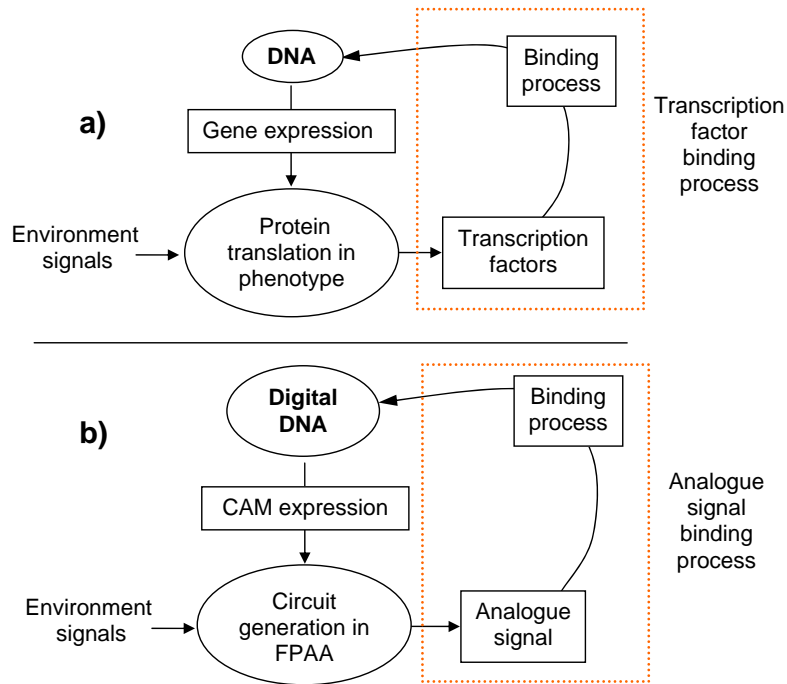 DNA
Binding
process
a)
Gene expression
Transcription
factor
binding
process
Environment
signals
Protein
translation in
phenotype
Transcription
factors
Digital
DNA
Binding
process
b)
CAM expression
Analogue
signal
binding
process
Environment
signals
Circuit
generation in
FPAA
Analogue
signal